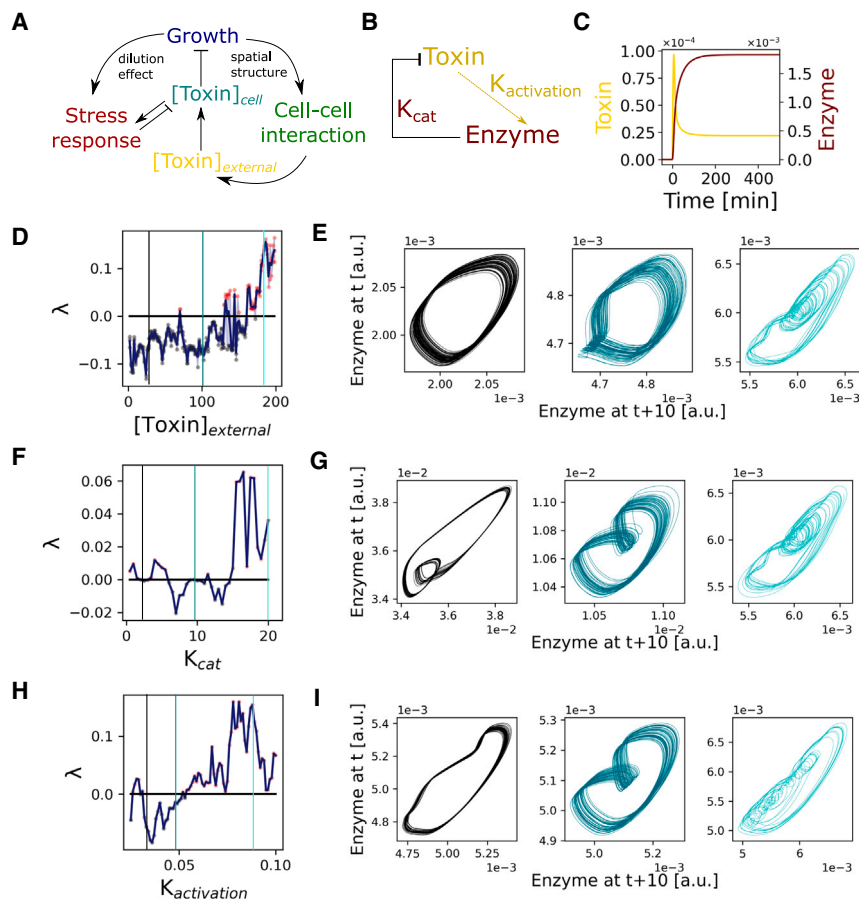 A
Growth
dilution
effect
spatial
structure
[Toxin]cell
Stress
response
Cell-cell
interaction
[Toxin]external
B
Toxin
Kactivation
Kcat
Enzyme
C
×10⁻⁴
×10⁻³
1.00
0.75
0.50
0.25
0.00
Toxin
1.5
1.0
0.5
0.0
Enzyme
0
200
400
Time [min]
D
λ
0.1
0.0
−0.1
0
100
200
[Toxin]external
E
Enzyme at t [a.u.]
1e−3
2.05
2.00
2.00
2.05
1e−3
1e−3
4.8
4.7
4.7
4.8
1e−3
1e−3
6.5
6.0
5.5
5.5
6.0
6.5
1e−3
Enzyme at t+10 [a.u.]
F
λ
0.06
0.04
0.02
0.00
−0.02
0
10
20
Kcat
G
Enzyme at t [a.u.]
1e−2
3.8
3.6
3.4
3.4
3.6
3.8
1e−2
1e−2
1.10
1.08
1.06
1.04
1.05
1.10
1e−2
1e−3
6.5
6.0
5.5
5.5
6.0
6.5
1e−3
Enzyme at t+10 [a.u.]
H
λ
0.1
0.0
0.05
0.10
Kactivation
I
Enzyme at t [a.u.]
1e−3
5.4
5.2
5.0
4.8
4.75
5.00
5.25
1e−3
1e−3
5.3
5.2
5.1
5.0
4.9
5.0
5.2
1e−3
1e−3
6.5
6.0
5.5
5.0
5
6
1e−3
Enzyme at t+10 [a.u.]